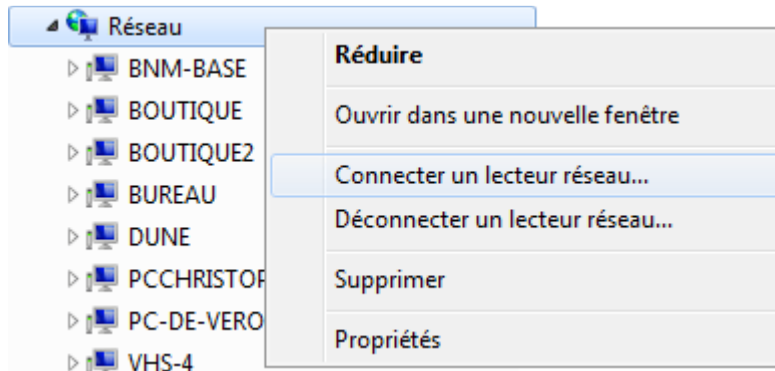 Réseau
BNM-BASE
BOUTIQUE
BOUTIQUE2
BUREAU
DUNE
PCCHRISTOP
PC-DE-VERO
VHS-4
Réduire
Ouvrir dans une nouvelle fenêtre
Connecter un lecteur réseau...
Déconnecter un lecteur réseau...
Supprimer
Propriétés